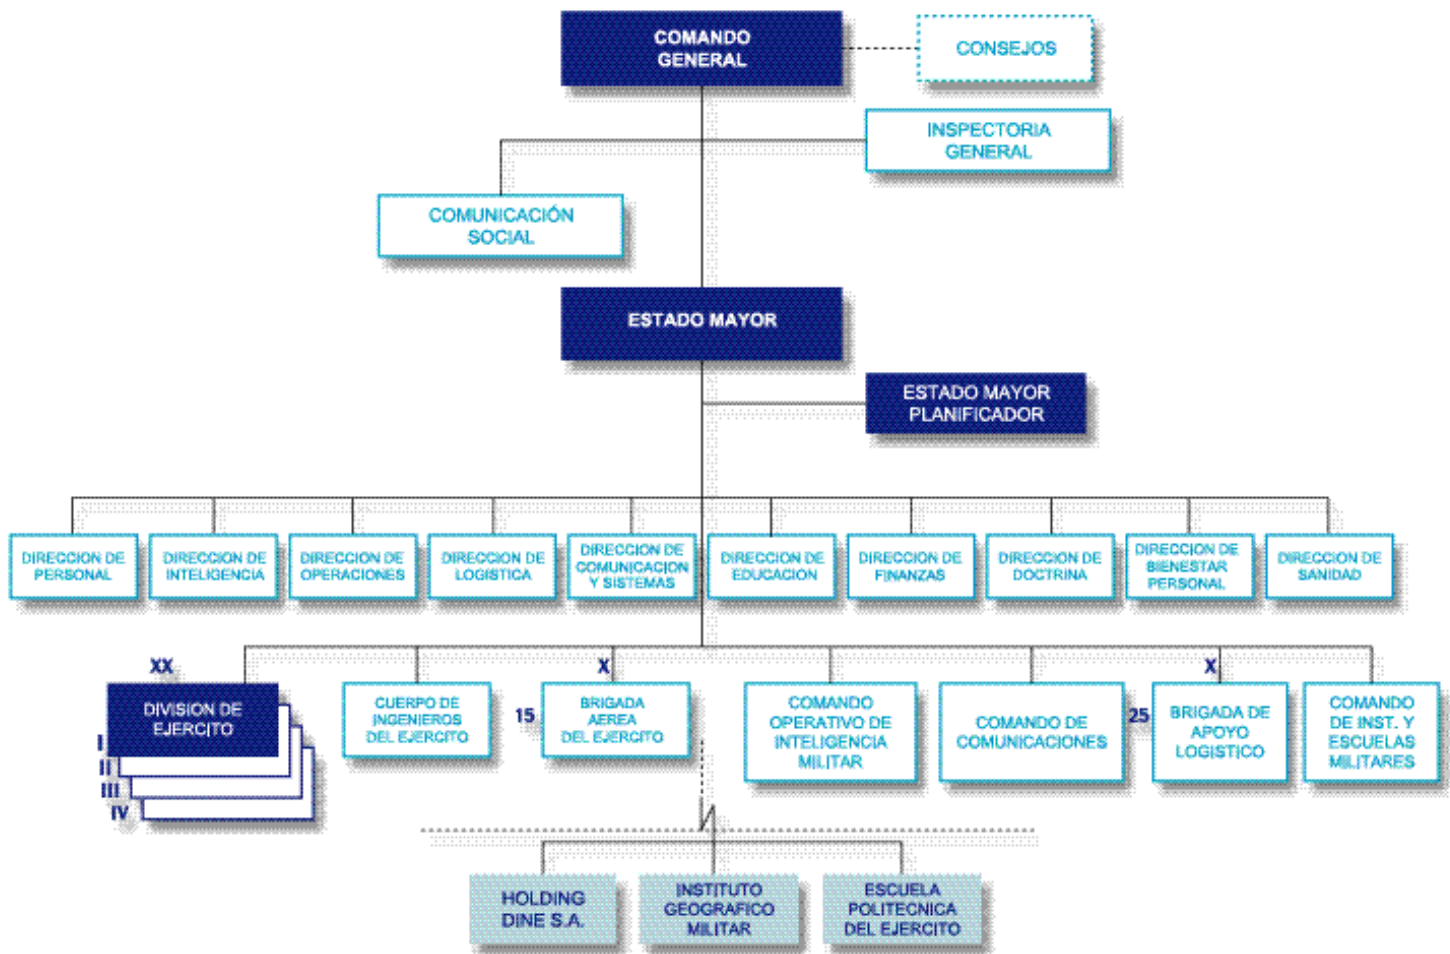 COMANDO
GENERAL
CONSEJOS
INSPECTORIA
GENERAL
COMUNICACIÓN
SOCIAL
ESTADO MAYOR
ESTADO MAYOR
PLANIFICADOR
DIRECCION DE
PERSONAL
DIRECCION DE
INTELIGENCIA
DIRECCION DE
OPERACIONES
DIRECCION DE
LOGISTICA
DIRECCION DE
COMUNICACION
Y SISTEMAS
DIRECCION DE
EDUCACION
DIRECCION DE
FINANZAS
DIRECCION DE
DOCTRINA
DIRECCION DE
BIENESTAR
PERSONAL
DIRECCION DE
SANIDAD
XX
DIVISION DE
EJERCITO
I
II
III
IV
CUERPO DE
INGENIEROS
DEL EJERCITO
X
15
BRIGADA
AEREA
DEL EJERCITO
COMANDO
OPERATIVO DE
INTELIGENCIA
MILITAR
COMANDO DE
COMUNICACIONES
X
25
BRIGADA DE
APOYO
LOGISTICO
COMANDO
DE INST. Y
ESCUELAS
MILITARES
HOLDING
DINE S.A.
INSTITUTO
GEOGRAFICO
MILITAR
ESCUELA
POLITECNICA
DEL EJERCITO